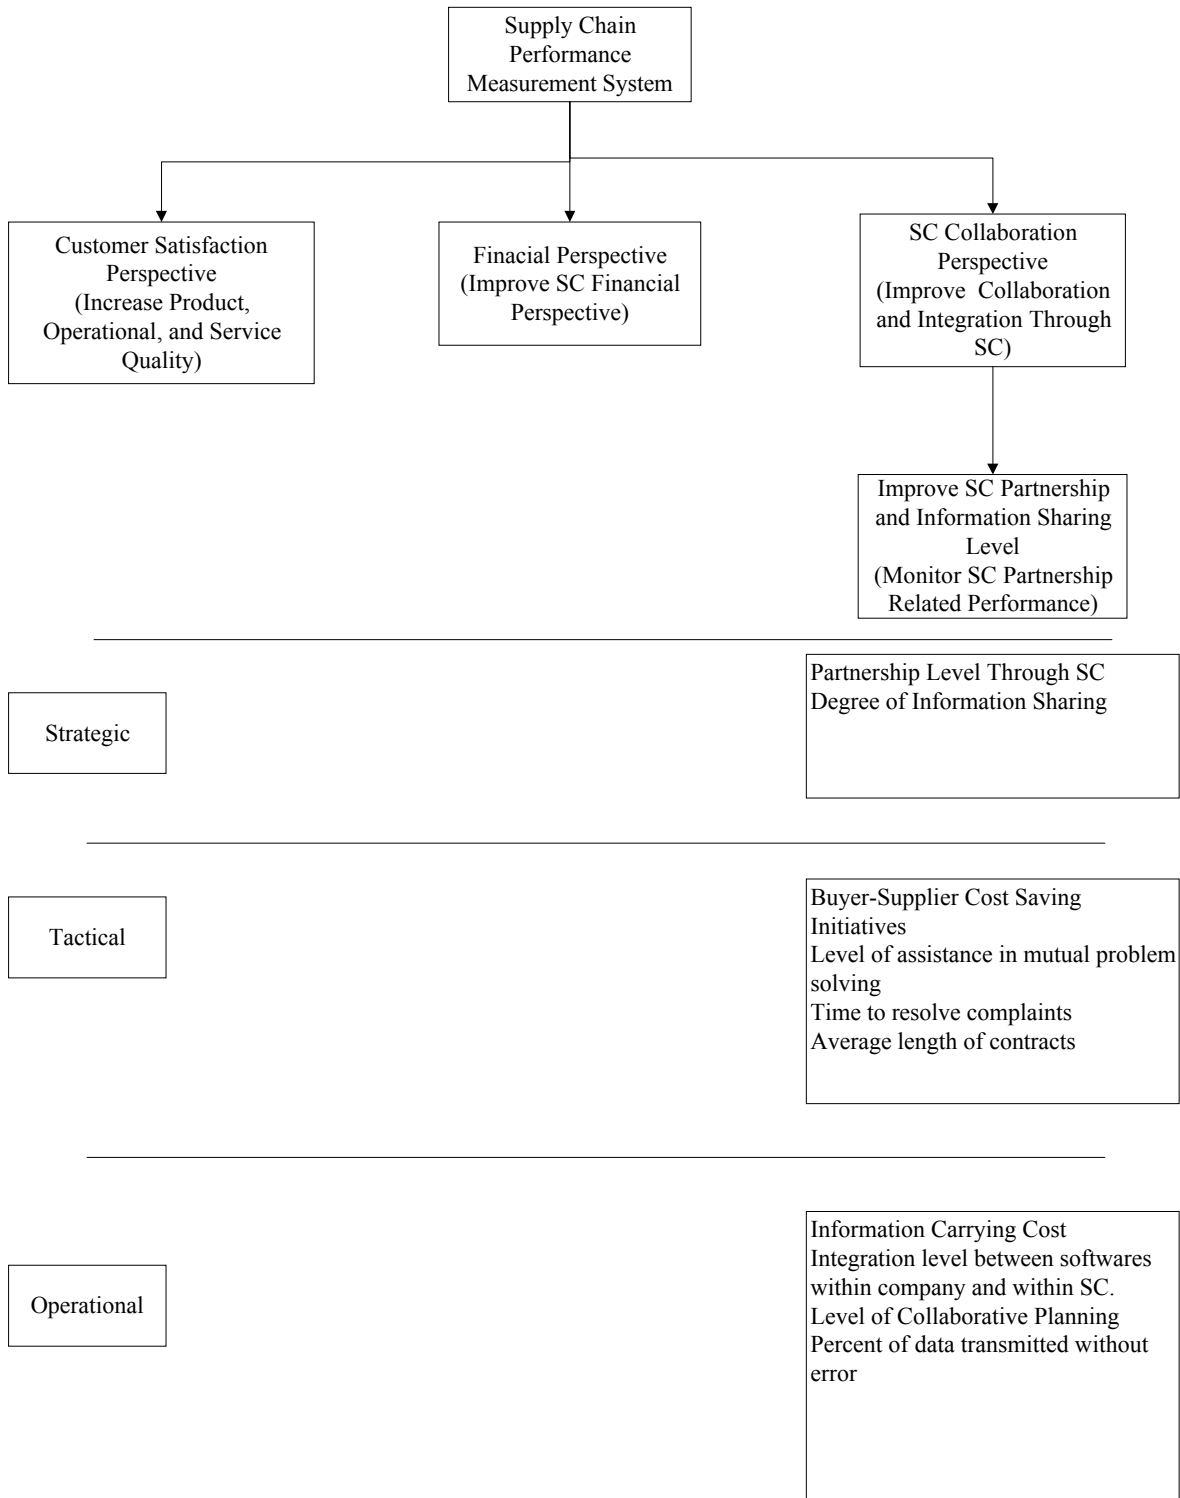 Supply Chain
Performance
Measurement System
Customer Satisfaction
Perspective
(Increase Product,
Operational, and Service
Quality)
Finacial Perspective
(Improve SC Financial
Perspective)
SC Collaboration
Perspective
(Improve Collaboration
and Integration Through
SC)
Improve SC Partnership
and Information Sharing
Level
(Monitor SC Partnership
Related Performance)
Strategic
Partnership Level Through SC
Degree of Information Sharing
Tactical
Buyer-Supplier Cost Saving
Initiatives
Level of assistance in mutual problem
solving
Time to resolve complaints
Average length of contracts
Operational
Information Carrying Cost
Integration level between softwares
within company and within SC.
Level of Collaborative Planning
Percent of data transmitted without
error